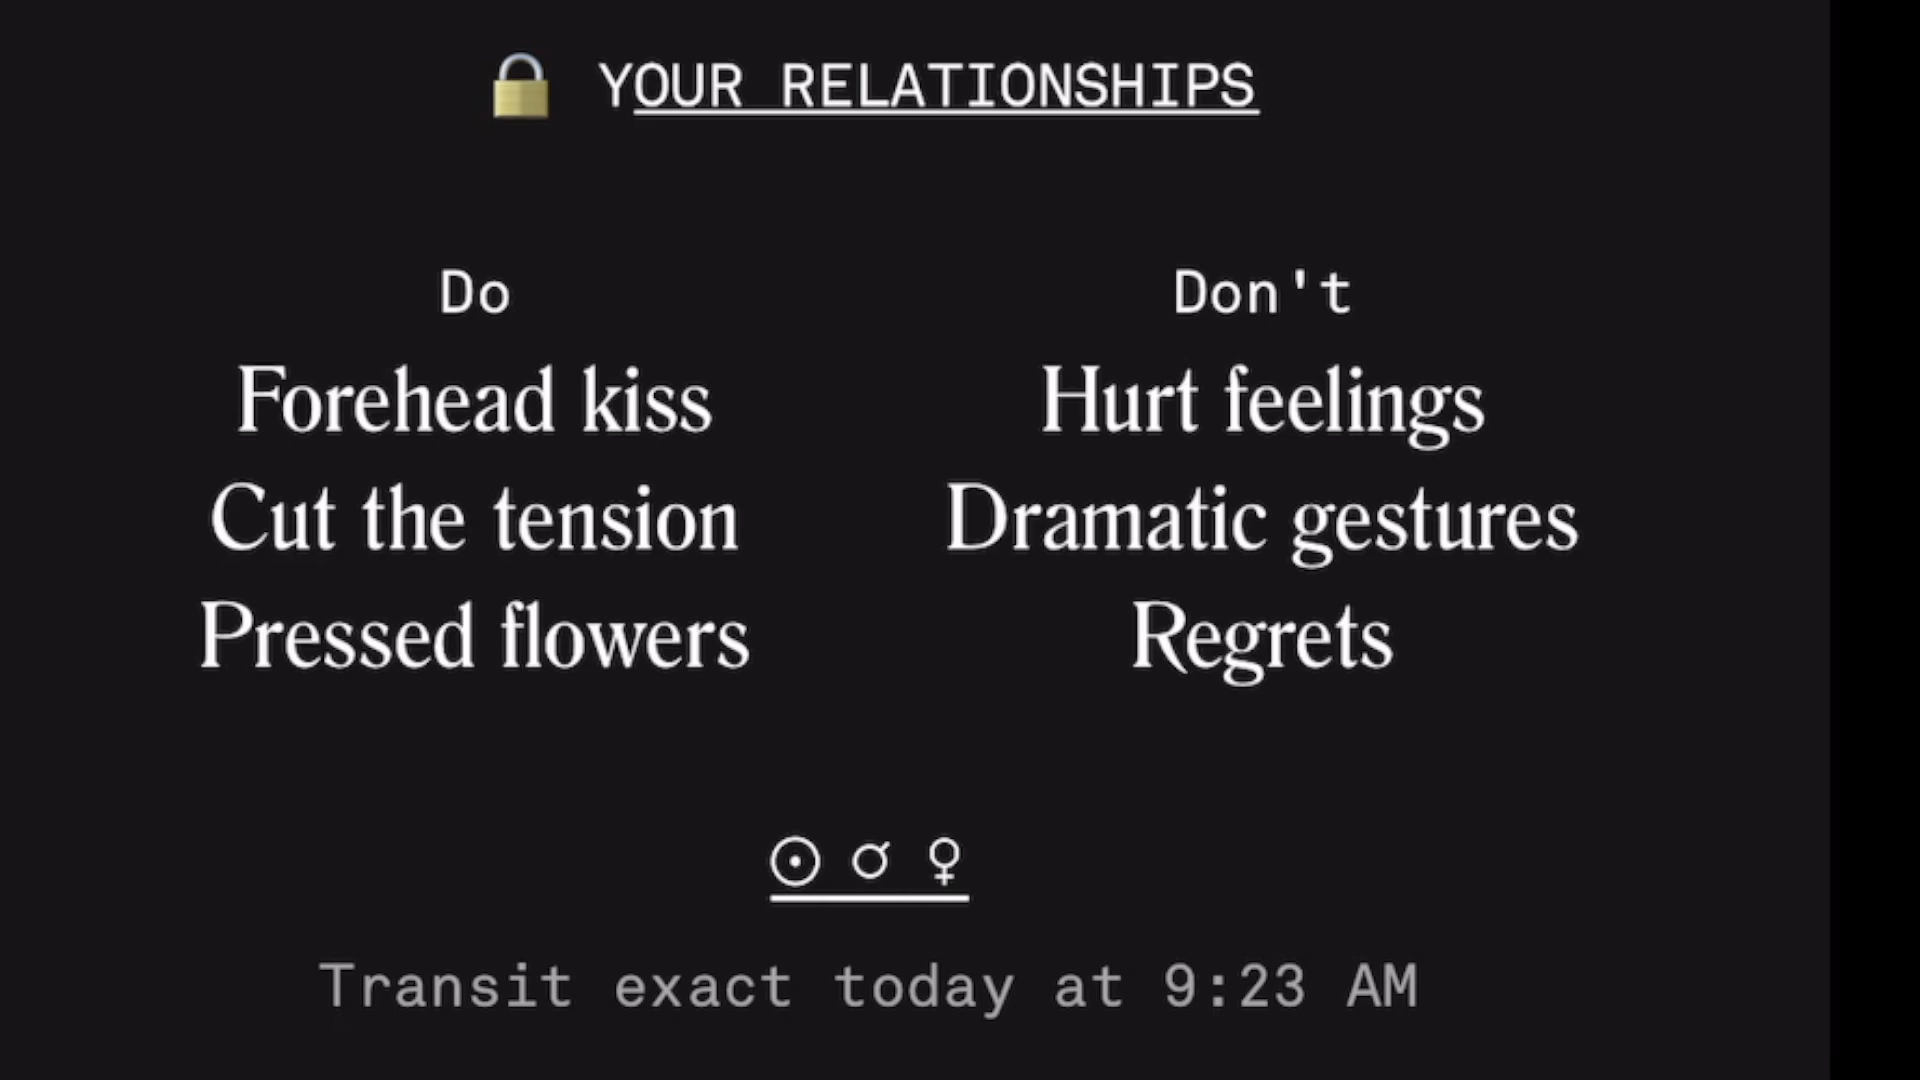 🔒 YOUR RELATIONSHIPS
Do
Forehead kiss
Cut the tension
Pressed flowers
Don't
Hurt feelings
Dramatic gestures
Regrets
☉ ☌ ♀
Transit exact today at 9:23 AM